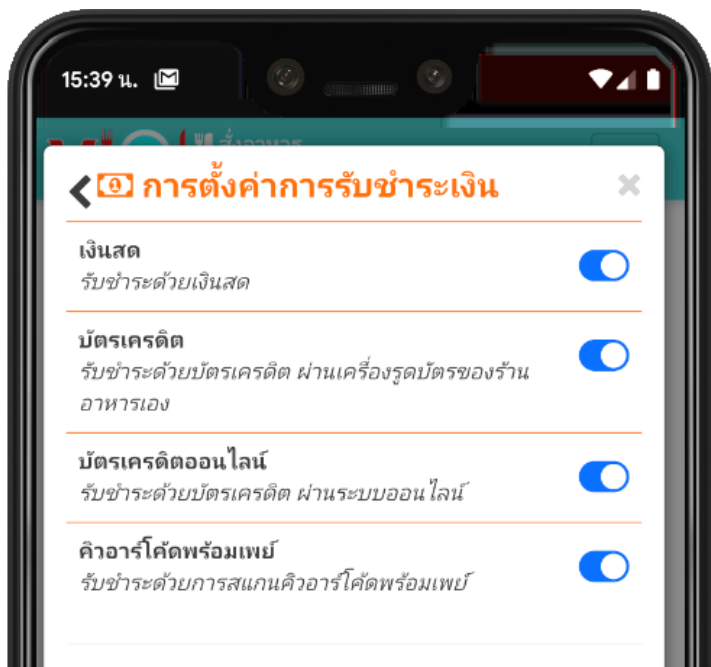 15:39 น.
สั่งอาหาร
การตั้งค่าการรับชำระเงิน
เงินสด
รับชำระด้วยเงินสด
บัตรเครดิต
รับชำระด้วยบัตรเครดิต ผ่านเครื่องรูดบัตรของร้าน
อาหารเอง
บัตรเครดิตออนไลน์
รับชำระด้วยบัตรเครดิต ผ่านระบบออนไลน์
คิวอาร์โค้ดพร้อมเพย์
รับชำระด้วยการสแกนคิวอาร์โค้ดพร้อมเพย์